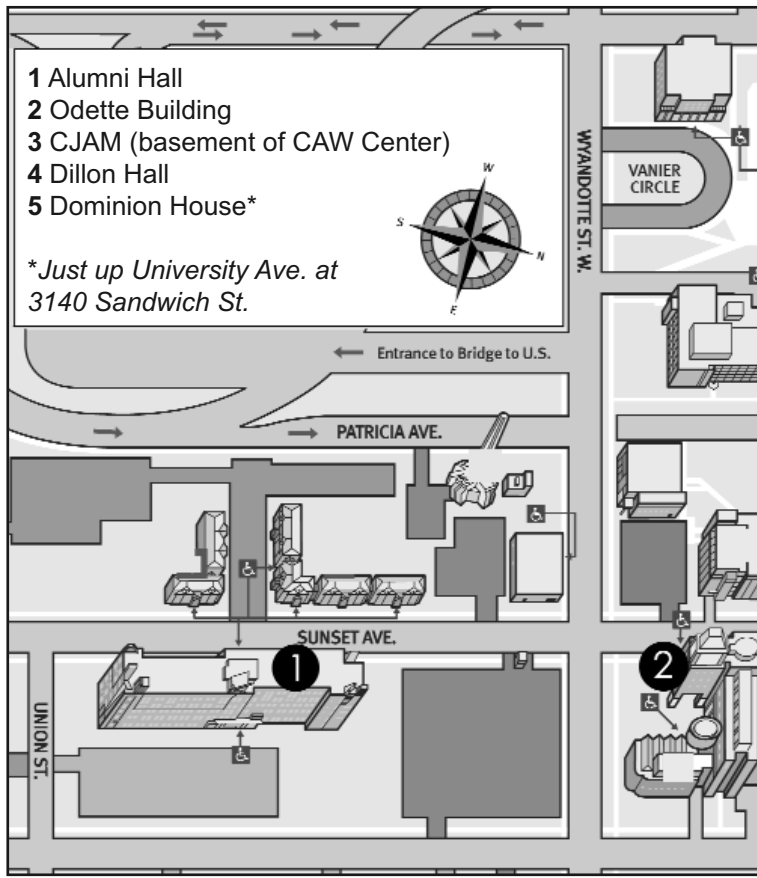 1 Alumni Hall
2 Odette Building
3 CJAM (basement of CAW Center)
4 Dillon Hall
5 Dominion House*
*Just up University Ave. at
3140 Sandwich St.
W
S
N
E
WYANDOTTE ST. W.
VANIER
CIRCLE
Entrance to Bridge to U.S.
PATRICIA AVE.
SUNSET AVE.
1
2
UNION ST.